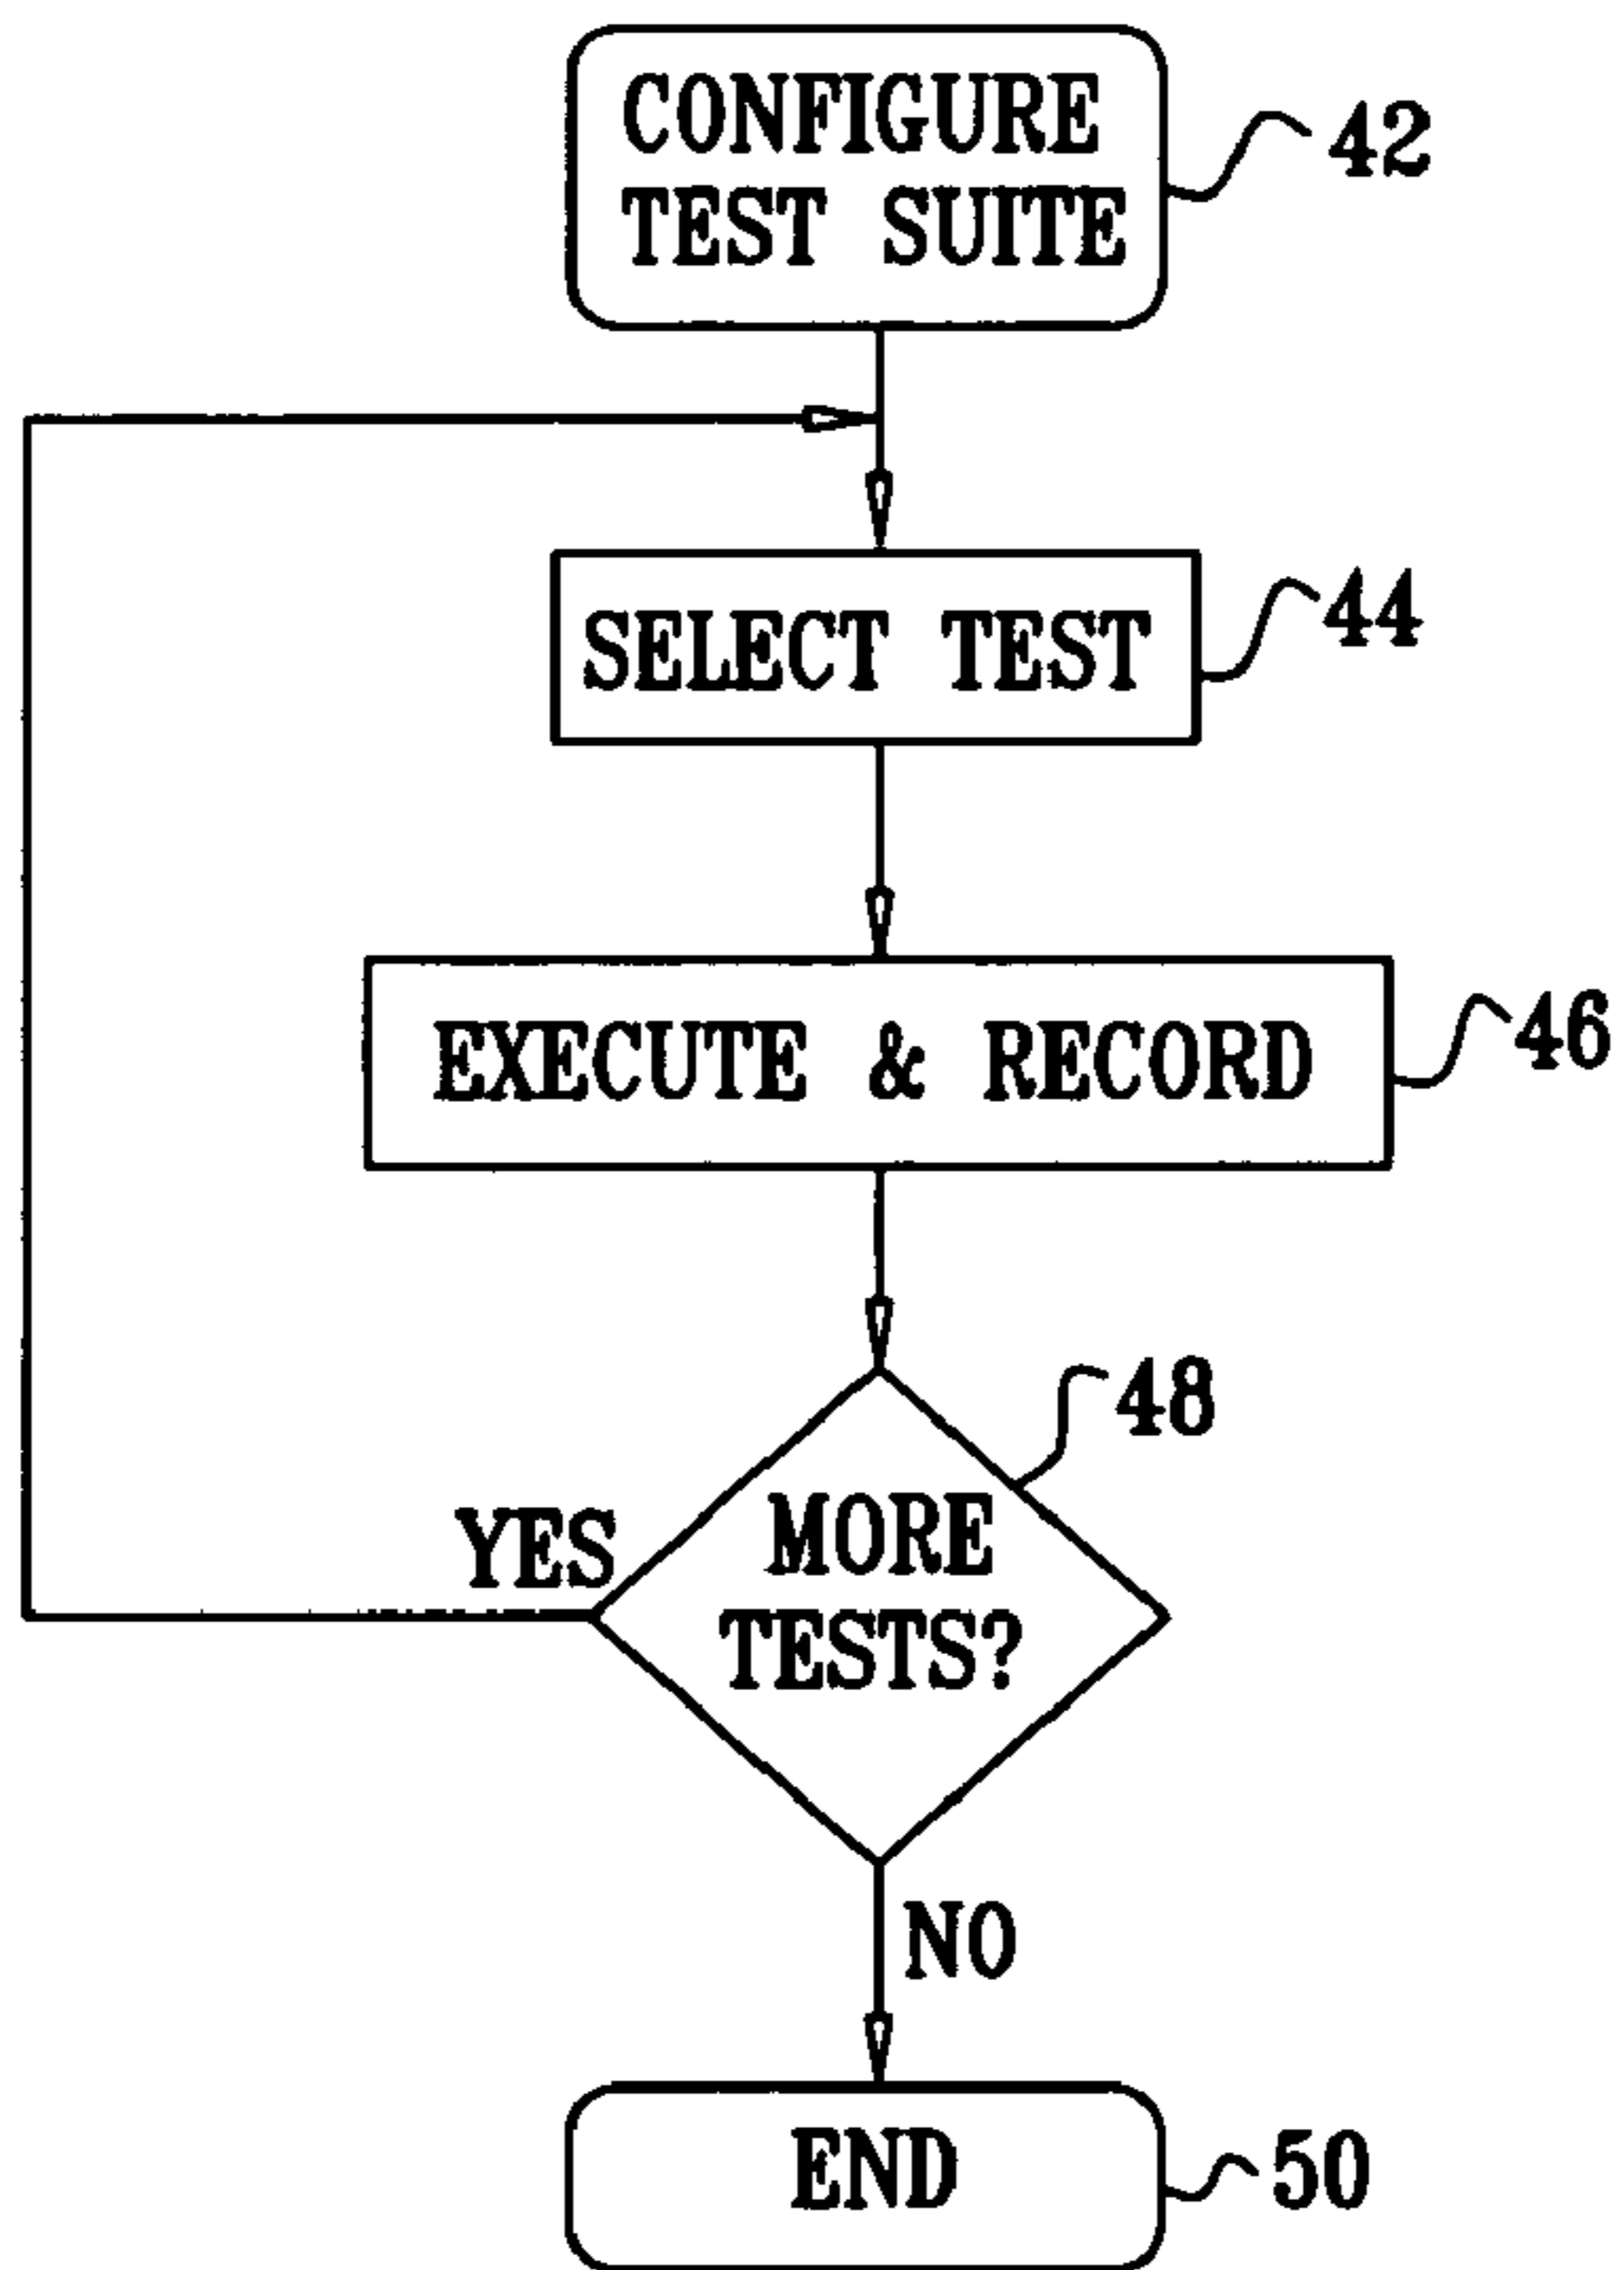 CONFIGURE
TEST SUITE
42
SELECT TEST
44
EXECUTE & RECORD
46
48
MORE
TESTS?
YES
NO
END
50